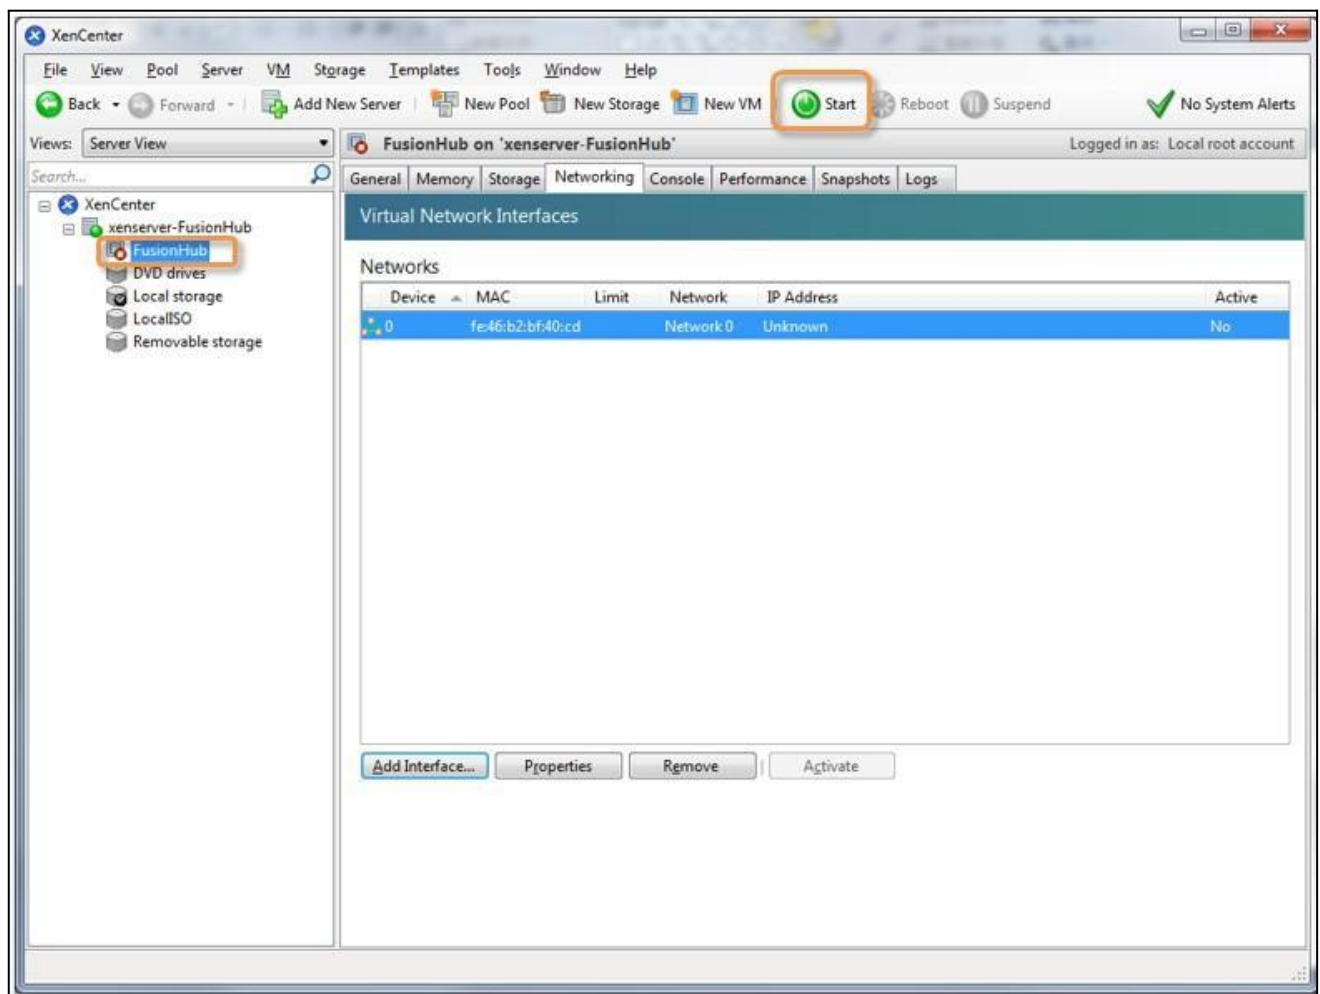 XenCenter
File View Pool Server VM Storage Templates Tools Window Help
Back Forward Add New Server New Pool New Storage New VM Start Reboot Suspend No System Alerts
Views: Server View
FusionHub on 'xenserver-FusionHub' Logged in as: Local root account
Search...
General Memory Storage Networking Console Performance Snapshots Logs
XenCenter
xenserver-FusionHub
FusionHub
DVD drives
Local storage
LocalISO
Removable storage
Virtual Network Interfaces
Networks
Device MAC Limit Network IP Address Active
0 fe:46:b2:bf:40:cd Network 0 Unknown No
Add Interface... Properties Remove Activate